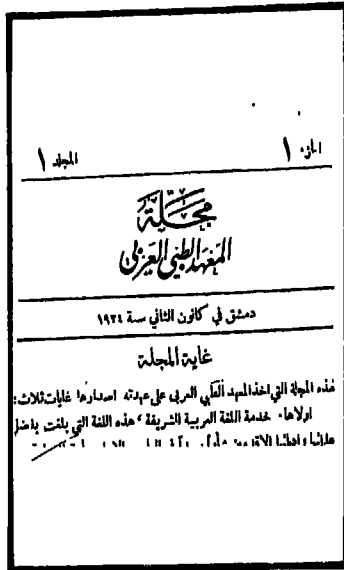 الجزء ١
المجلد ١
مجلة
المعهد الطبي العربي
دمشق في كانون الثاني سنة ١٩٢٤
غاية المجلة
هذه المجلة التي اخذ المعهد الطبي العربي على عهدته اصدارها غايات ثلاث:
اولاها. خدمة اللغة العربية الشريفة، هذه اللغة التي بلغت